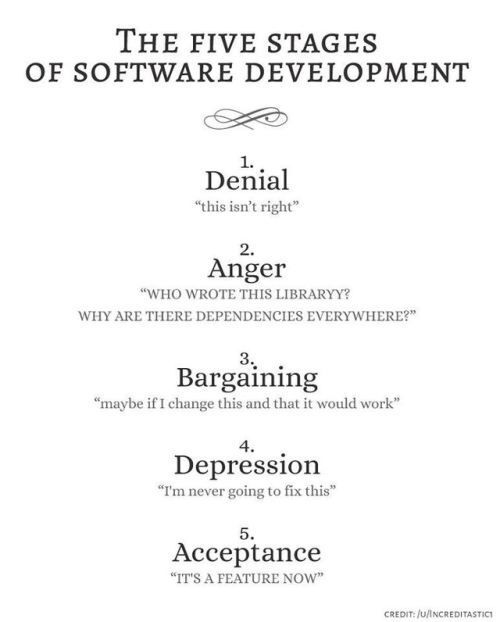 THE FIVE STAGES
OF SOFTWARE DEVELOPMENT
1.
Denial
“this isn’t right”
2.
Anger
“WHO WROTE THIS LIBRARYY?
WHY ARE THERE DEPENDENCIES EVERYWHERE?”
3.
Bargaining
“maybe if I change this and that it would work”
4.
Depression
“I'm never going to fix this”
5.
Acceptance
“IT'S A FEATURE NOW”
CREDIT: /U/INCREDITASTIC1